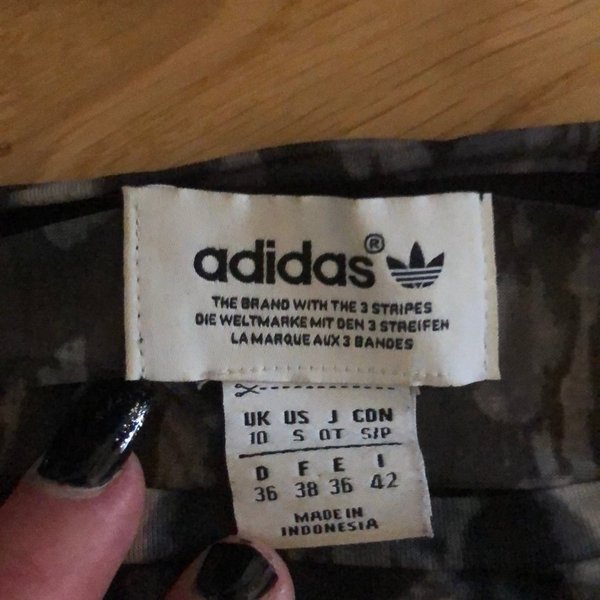 adidas®
THE BRAND WITH THE 3 STRIPES
DIE WELTMARKE MIT DEN 3 STREIFEN
LA MARQUE AUX 3 BANDES
UK US J CDN
10 S OT S/P
D F E I
36 38 36 42
MADE IN
INDONESIA